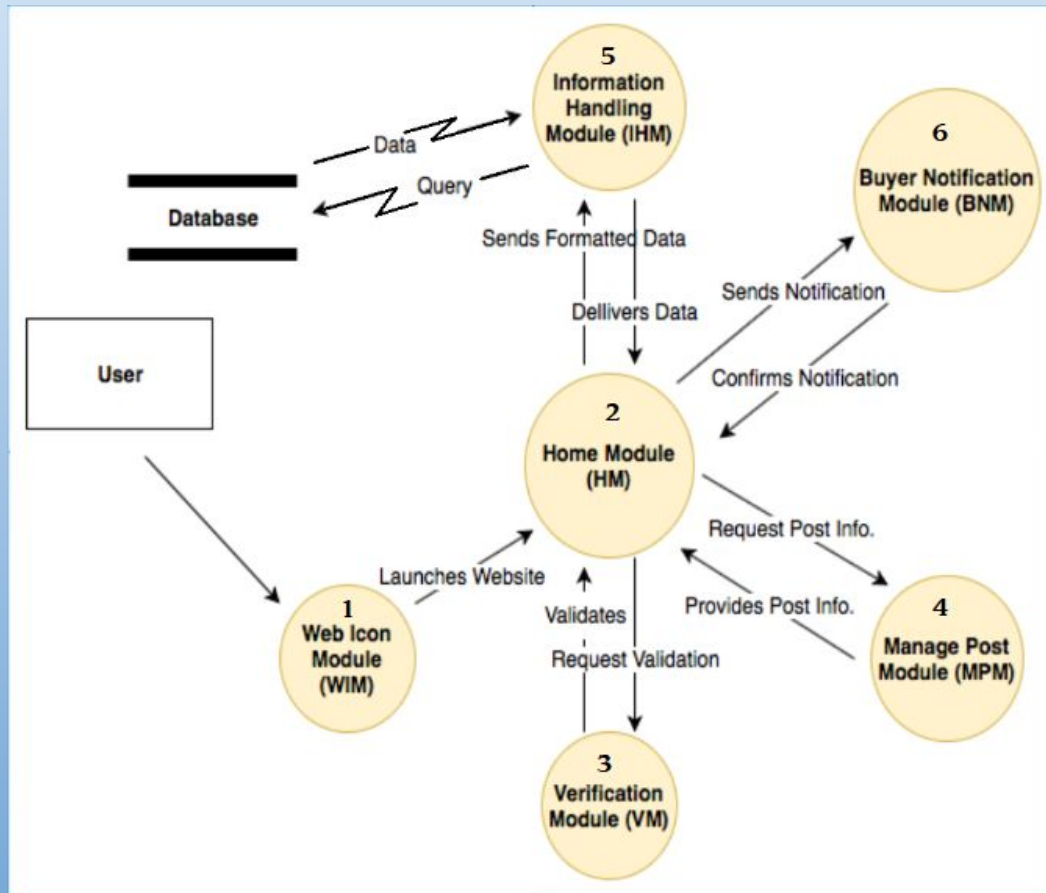 5
Information
Handling
Module (IHM)
6
Buyer Notification
Module (BNM)
Data
Query
Database
Sends Formatted Data
Dellivers Data
Sends Notification
Confirms Notification
User
2
Home Module
(HM)
Request Post Info.
Provides Post Info.
Launches Website
1
Web Icon
Module
(WIM)
Validates
Request Validation
4
Manage Post
Module (MPM)
3
Verification
Module (VM)